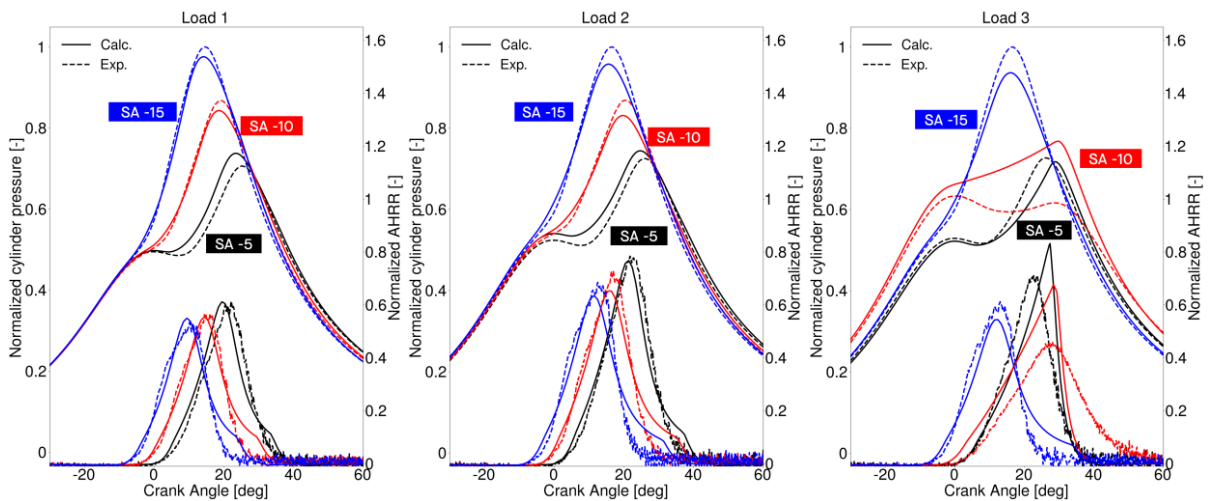 Load 1
Load 2
Load 3
Normalized cylinder pressure [-]
1
0.8
0.6
0.4
0.2
0
Calc.
Exp.
SA -15
SA -10
SA -5
1.6
1.4
1.2
1
0.8
0.6
0.4
0.2
0
Normalized AHRR [-]
-20
0
20
40
60
Crank Angle [deg]
Normalized cylinder pressure [-]
1
0.8
0.6
0.4
0.2
0
Calc.
Exp.
SA -15
SA -10
SA -5
1.6
1.4
1.2
1
0.8
0.6
0.4
0.2
0
Normalized AHRR [-]
-20
0
20
40
60
Crank Angle [deg]
Normalized cylinder pressure [-]
1
0.8
0.6
0.4
0.2
0
Calc.
Exp.
SA -15
SA -10
SA -5
1.6
1.4
1.2
1
0.8
0.6
0.4
0.2
0
Normalized AHRR [-]
-20
0
20
40
60
Crank Angle [deg]